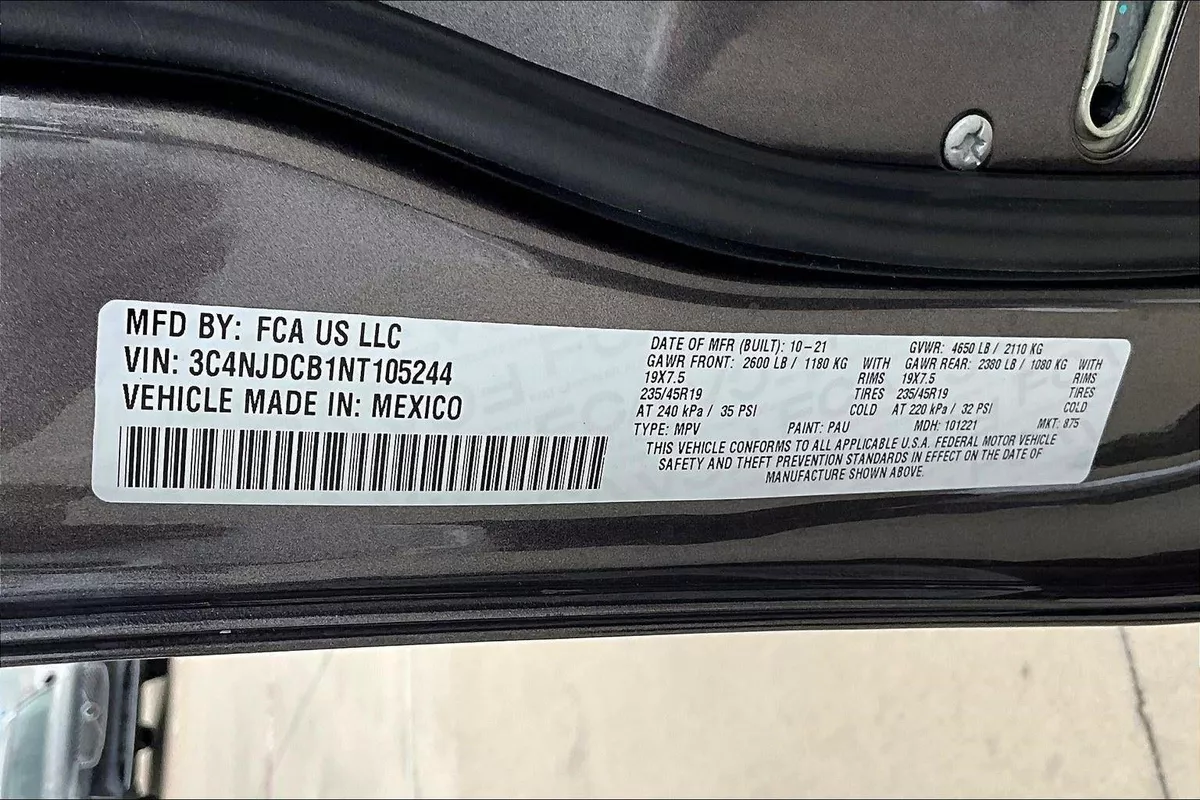 MFD BY: FCA US LLC
VIN: 3C4NJDCB1NT105244
VEHICLE MADE IN: MEXICO
DATE OF MFR (BUILT): 10-21 GVWR: 4650 LB / 2110 KG
GAWR FRONT: 2600 LB / 1180 KG WITH GAWR REAR: 2380 LB / 1080 KG WITH
19X7.5 RIMS 19X7.5 RIMS
235/45R19 TIRES 235/45R19 TIRES
AT 240 kPa / 35 PSI COLD AT 220 kPa / 32 PSI COLD
TYPE: MPV PAINT: PAU MDH: 101221 MKT: 875
THIS VEHICLE CONFORMS TO ALL APPLICABLE U.S.A. FEDERAL MOTOR VEHICLE
SAFETY AND THEFT PREVENTION STANDARDS IN EFFECT ON THE DATE OF
MANUFACTURE SHOWN ABOVE.